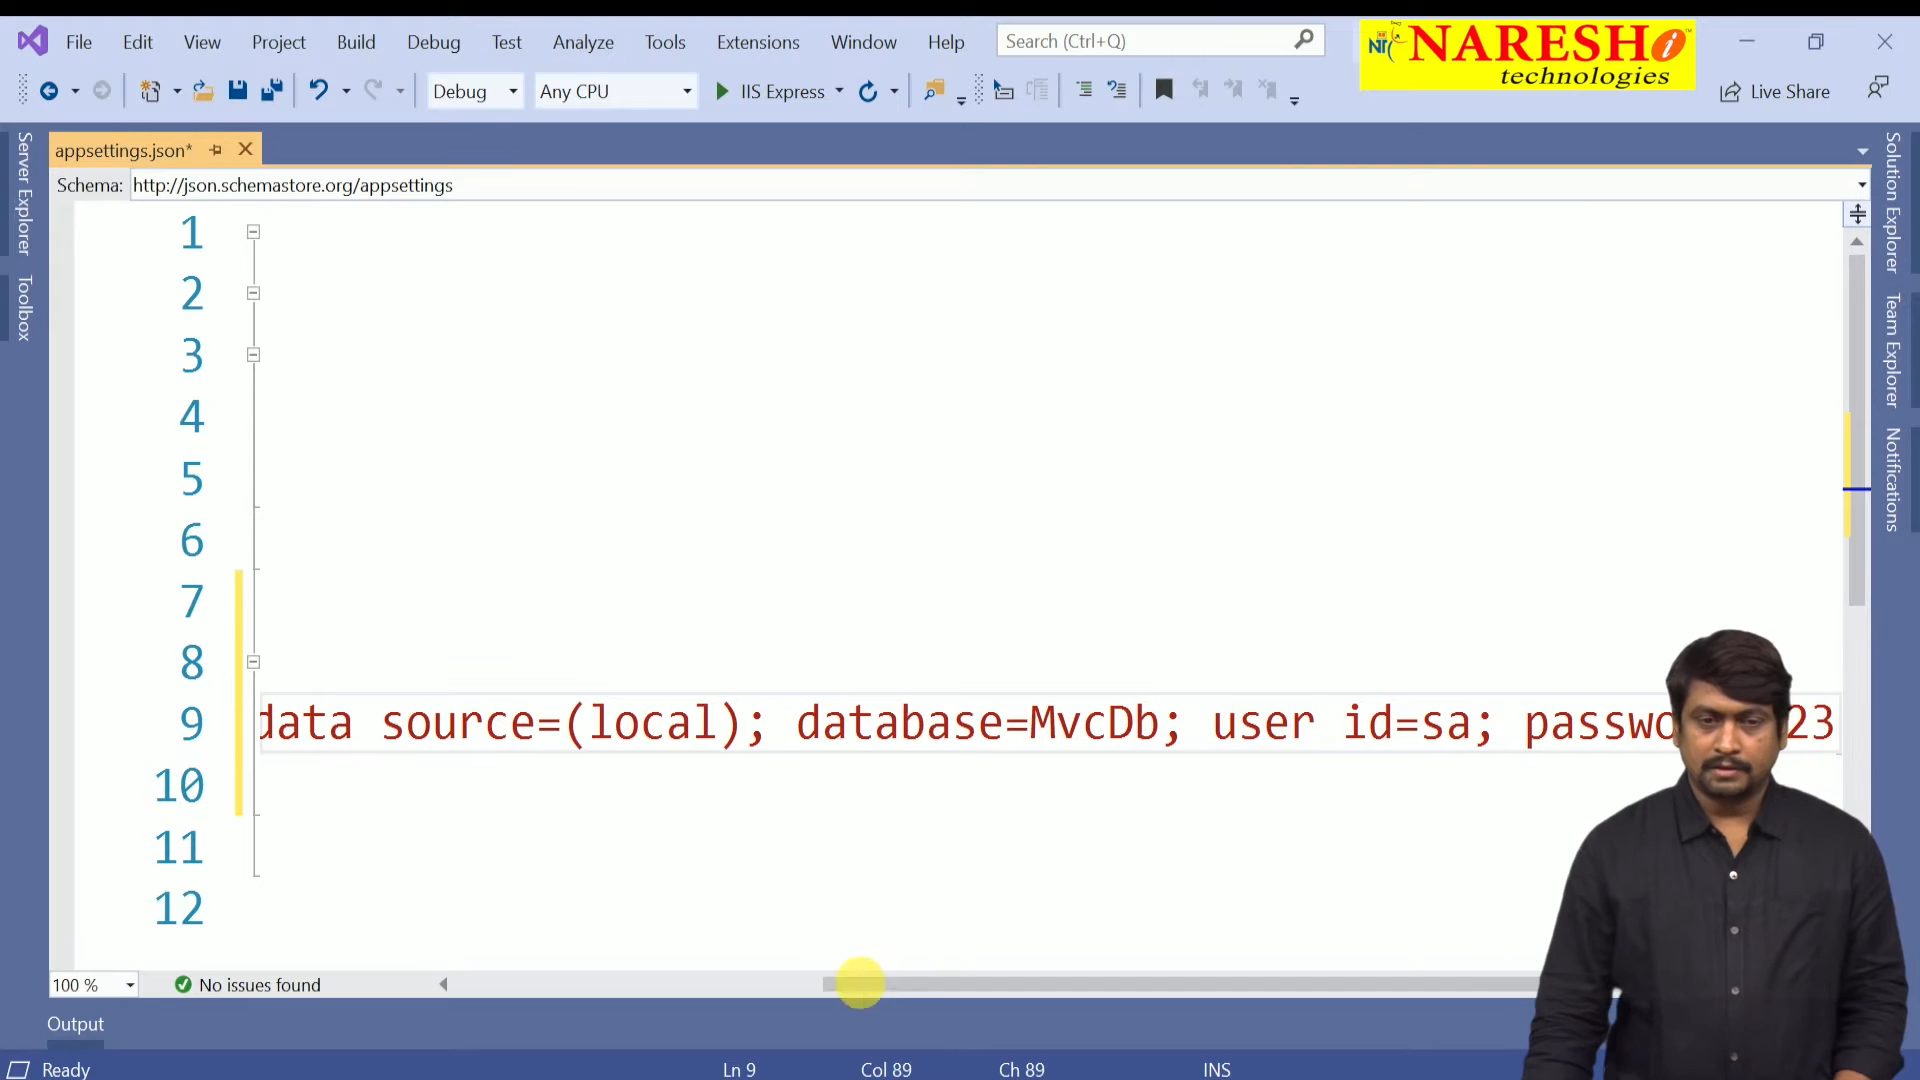 File Edit View Project Build Debug Test Analyze Tools Extensions Window Help Search (Ctrl+Q)
NARESH i
technologies
Debug Any CPU IIS Express Live Share
appsettings.json*
Schema: http://json.schemastore.org/appsettings
Server Explorer
Toolbox
Solution Explorer
Team Explorer
Notifications
1
2
3
4
5
6
7
8
9 data source=(local); database=MvcDb; user id=sa; passwo 23
10
11
12
100 % No issues found
Output
Ready Ln 9 Col 89 Ch 89 INS